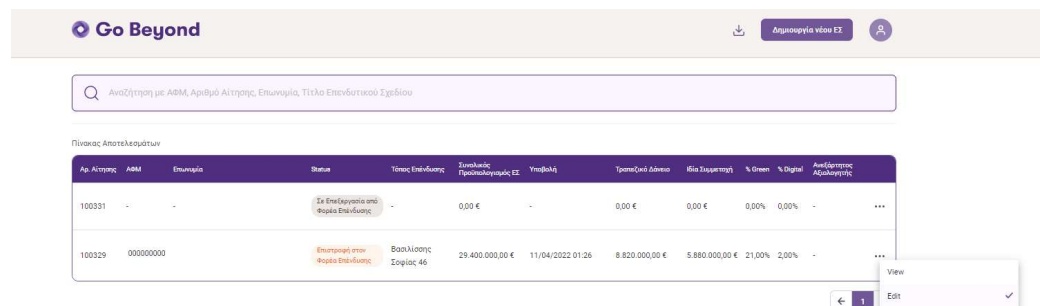 Go Beyond
Δημιουργία νέου ΕΣ
Αναζήτηση με ΑΦΜ, Αριθμό Αίτησης, Επωνυμία, Τίτλο Επενδυτικού Σχεδίου
Πίνακας Αποτελεσμάτων
Αρ. Αίτησης ΑΦΜ Επωνυμία Status Τόπος Επένδυσης Συνολικός Προϋπολογισμός ΕΣ Υποβολή Τραπεζικό Δάνειο Ιδία Συμμετοχή % Green % Digital Ανεξάρτητος Αξιολογητής
100331 - - Σε Επεξεργασία από Φορέα Επένδυσης - 0,00 € - 0,00 € 0,00 € 0,00% 0,00% - ...
100329 000000000 Επιστροφή στον Φορέα Επένδυσης Βασιλίσσης Σοφίας 46 29.400.000,00 € 11/04/2022 01:26 8.820.000,00 € 5.880.000,00 € 21,00% 2,00% - ...
View
Edit
1